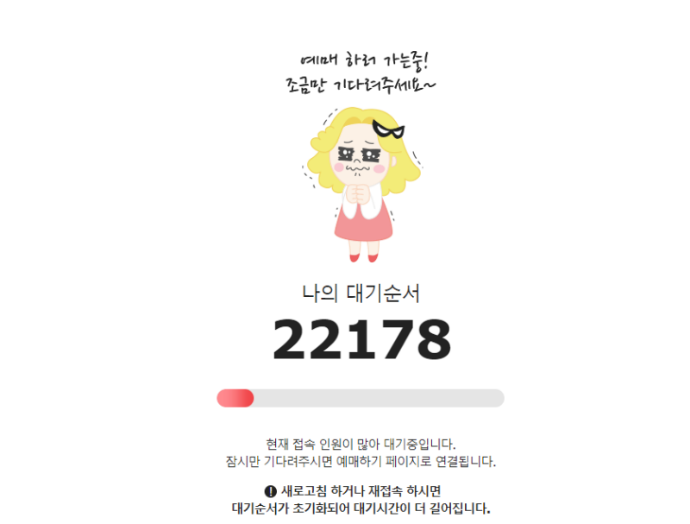 예매 하러 가는중!
조금만 기다려주세요~
나의 대기순서
22178
현재 접속 인원이 많아 대기중입니다.
잠시만 기다려주시면 예매하기 페이지로 연결됩니다.
! 새로고침 하거나 재접속 하시면
대기순서가 초기화되어 대기시간이 더 길어집니다.